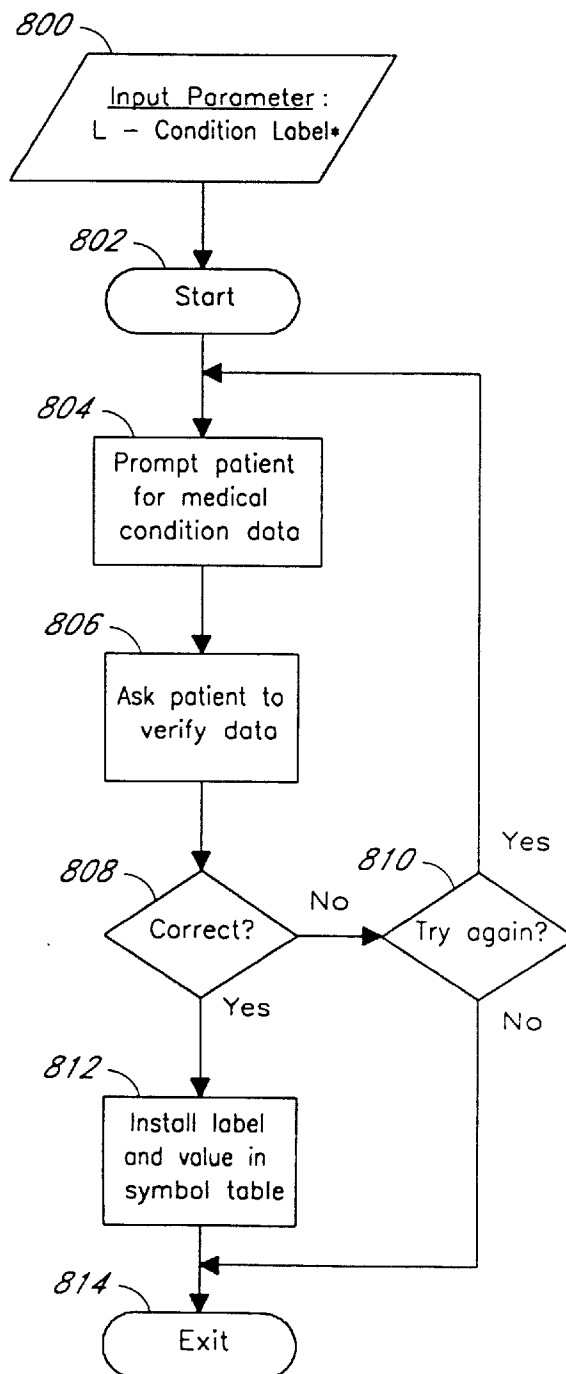 800
Input Parameter :
L - Condition Label*
802
Start
804
Prompt patient
for medical
condition data
806
Ask patient to
verify data
808
Correct?
No
810
Try again?
Yes
Yes
No
812
Install label
and value in
symbol table
814
Exit